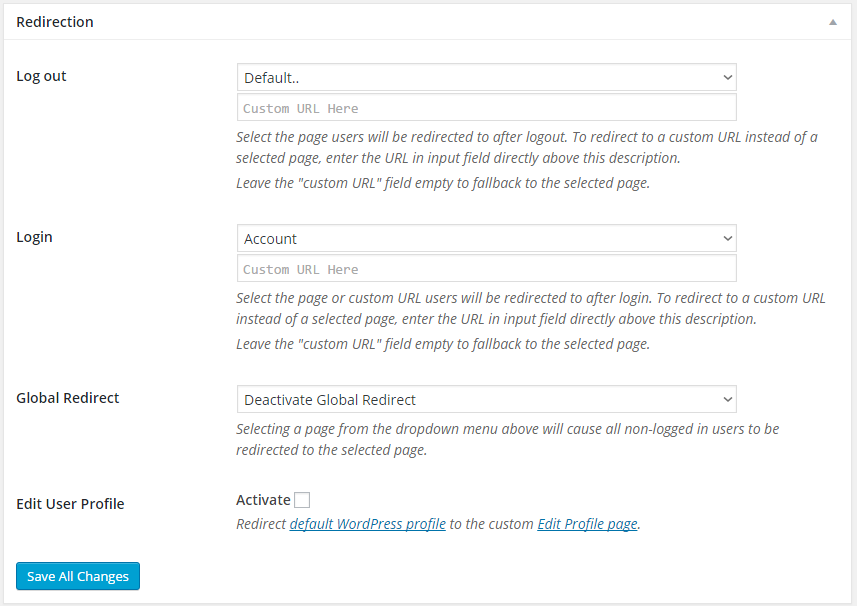 Redirection
Log out
Default..
Custom URL Here
Select the page users will be redirected to after logout. To redirect to a custom URL instead of a
selected page, enter the URL in input field directly above this description.
Leave the "custom URL" field empty to fallback to the selected page.
Login
Account
Custom URL Here
Select the page or custom URL users will be redirected to after login. To redirect to a custom URL
instead of a selected page, enter the URL in input field directly above this description.
Leave the "custom URL" field empty to fallback to the selected page.
Global Redirect
Deactivate Global Redirect
Selecting a page from the dropdown menu above will cause all non-logged in users to be
redirected to the selected page.
Edit User Profile
Activate
Redirect default WordPress profile to the custom Edit Profile page.
Save All Changes